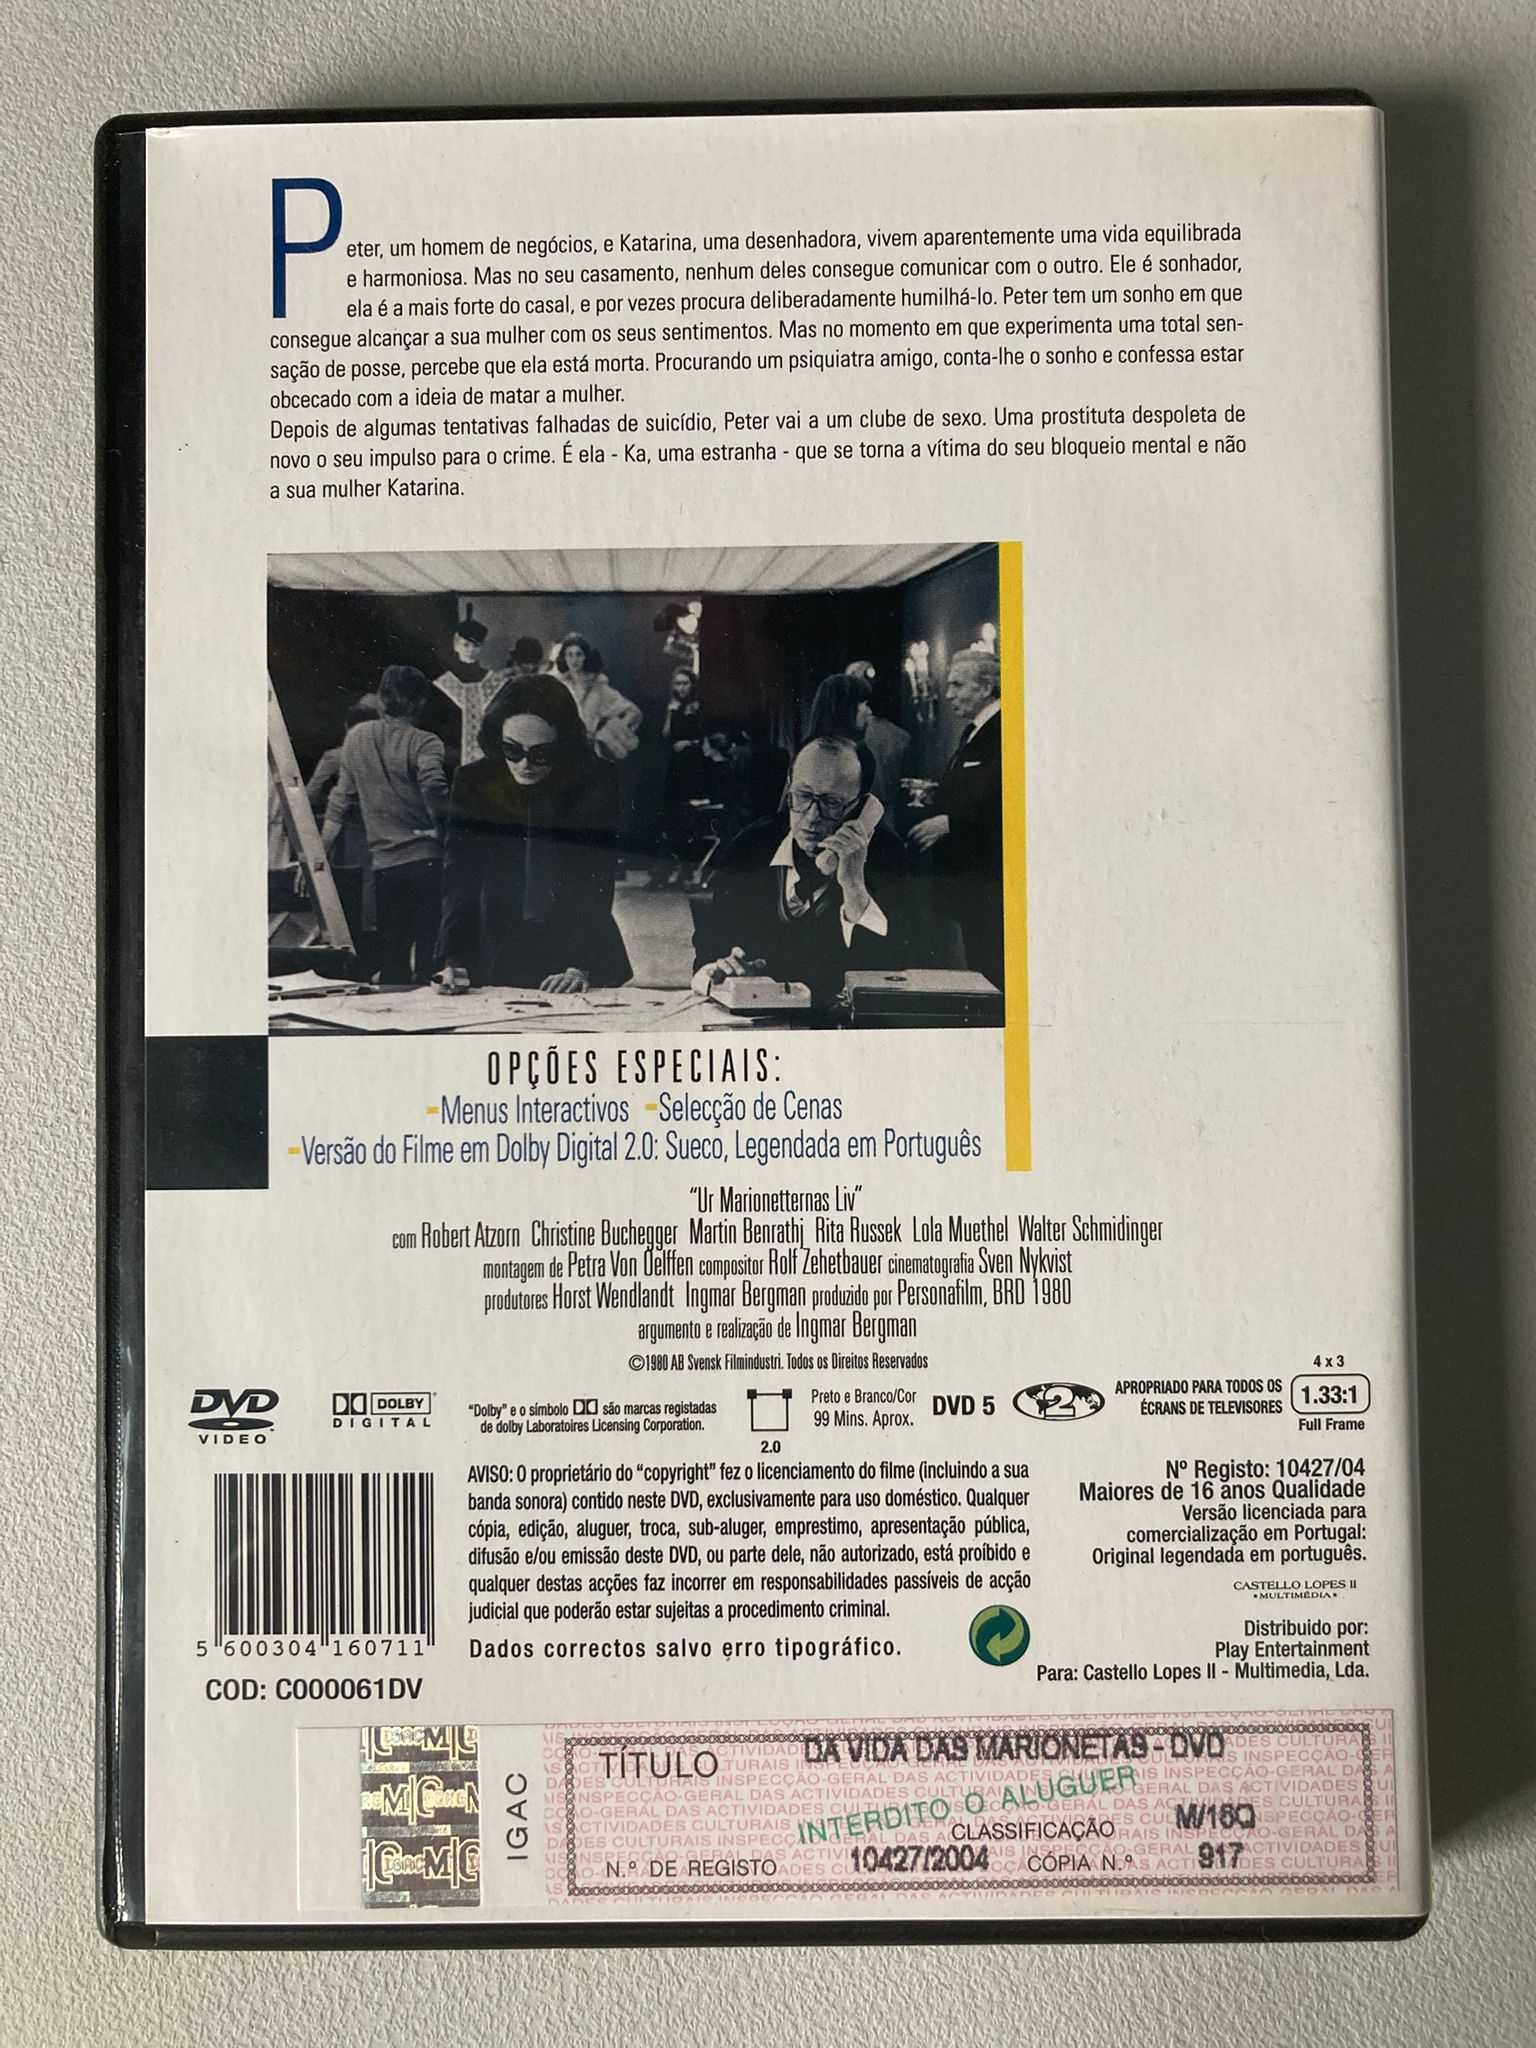 Peter, um homem de negócios, e Katarina, uma desenhadora, vivem aparentemente uma vida equilibrada
e harmoniosa. Mas no seu casamento, nenhum deles consegue comunicar com o outro. Ele é sonhador,
ela é a mais forte do casal, e por vezes procura deliberadamente humilhá-lo. Peter tem um sonho em que
consegue alcançar a sua mulher com os seus sentimentos. Mas no momento em que experimenta uma total sen-
sação de posse, percebe que ela está morta. Procurando um psiquiatra amigo, conta-lhe o sonho e confessa estar
obcecado com a ideia de matar a mulher.
Depois de algumas tentativas falhadas de suicídio, Peter vai a um clube de sexo. Uma prostituta despoleta de
novo o seu impulso para o crime. É ela - Ka, uma estranha - que se torna a vítima do seu bloqueio mental e não
a sua mulher Katarina.
OPÇÕES ESPECIAIS:
-Menus Interactivos -Selecção de Cenas
-Versão do Filme em Dolby Digital 2.0: Sueco, Legendada em Português
"Ur Marionetternas Liv"
com Robert Atzorn Christine Buchegger Martin Benrathj Rita Russek Lola Muethel Walter Schmidinger
montagem de Petra Von Oelffen compositor Rolf Zehetbauer cinematografia Sven Nykvist
produtores Horst Wendlandt Ingmar Bergman produzido por Personafilm, BRD 1980
argumento e realização de Ingmar Bergman
©1980 AB Svensk Filmindustri. Todos os Direitos Reservados
DVD
VIDEO
DOLBY
DIGITAL
"Dolby" e o símbolo são marcas registadas
de dolby Laboratoires Licensing Corporation.
2.0
Preto e Branco/Cor
99 Mins. Aprox.
DVD 5
2
APROPRIADO PARA TODOS OS
ÉCRANS DE TELEVISORES
4 x 3
1.33:1
Full Frame
AVISO: O proprietário do "copyright" fez o licenciamento do filme (incluindo a sua
banda sonora) contido neste DVD, exclusivamente para uso doméstico. Qualquer
cópia, edição, aluguer, troca, sub-aluger, emprestimo, apresentação pública,
difusão e/ou emissão deste DVD, ou parte dele, não autorizado, está proíbido e
qualquer destas acções faz incorrer em responsabilidades passíveis de acção
judicial que poderão estar sujeitas a procedimento criminal.
Dados correctos salvo erro tipográfico.
Nº Registo: 10427/04
Maiores de 16 anos Qualidade
Versão licenciada para
comercialização em Portugal:
Original legendada em português.
CASTELLO LOPES II
•MULTIMÉDIA•
Distribuido por:
Play Entertainment
Para: Castello Lopes II - Multimedia, Lda.
5 600304 160711
COD: C000061DV
IGAC
TÍTULO DA VIDA DAS MARIONETAS - DVD
INTERDITO O ALUGUER
CLASSIFICAÇÃO M/16Q
N.º DE REGISTO 10427/2004 CÓPIA N.º 917